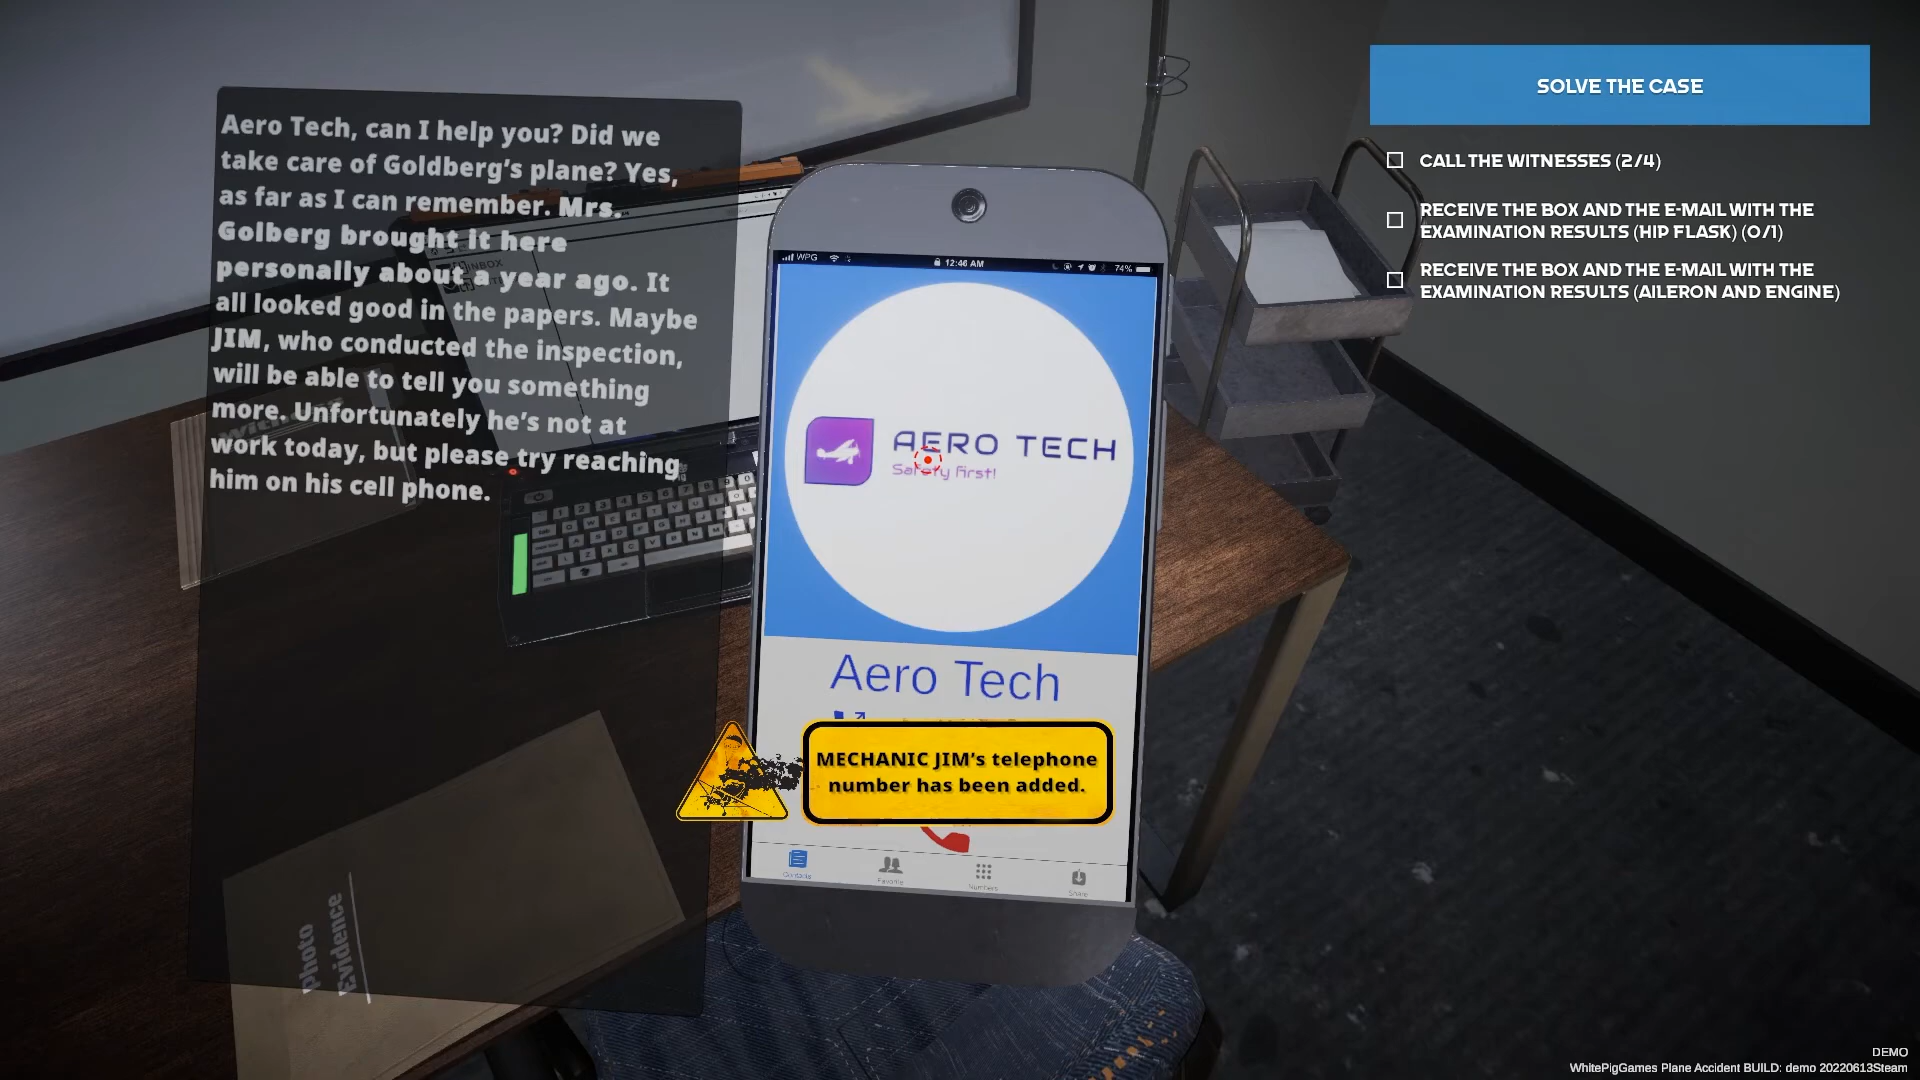 Aero Tech, can I help you? Did we
take care of Goldberg's plane? Yes,
as far as I can remember. Mrs.
Golberg brought it here
personally about a year ago. It
all looked good in the papers. Maybe
JIM, who conducted the inspection,
will be able to tell you something
more. Unfortunately he's not at
work today, but please try reaching
him on his cell phone.
INBOX
WPG
12:46 AM
74%
AERO TECH
Safety first!
Aero Tech
MECHANIC JIM's telephone
number has been added.
Contacts
Favorite
Numbers
Share
Photo
Evidence
SOLVE THE CASE
CALL THE WITNESSES (2/4)
RECEIVE THE BOX AND THE E-MAIL WITH THE
EXAMINATION RESULTS (HIP FLASK) (0/1)
RECEIVE THE BOX AND THE E-MAIL WITH THE
EXAMINATION RESULTS (AILERON AND ENGINE)
DEMO
WhitePigGames Plane Accident BUILD: demo 20220613Steam